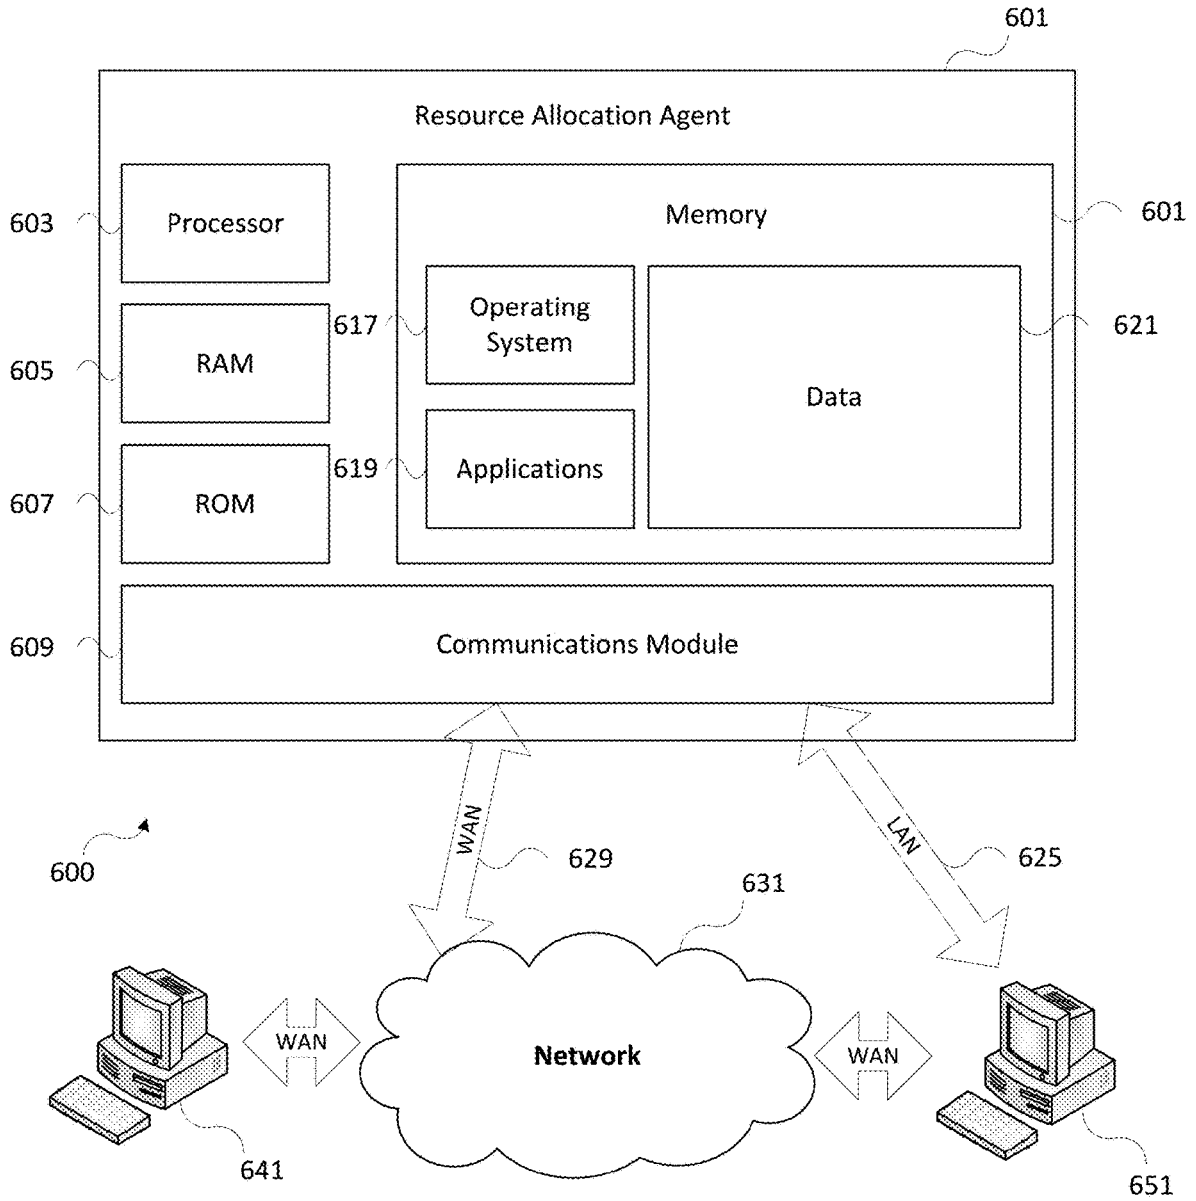 601
Resource Allocation Agent
603
Processor
Memory
601
617
Operating
System
621
605
RAM
Data
619
Applications
607
ROM
609
Communications Module
WAN
LAN
600
629
625
631
WAN
Network
WAN
641
651